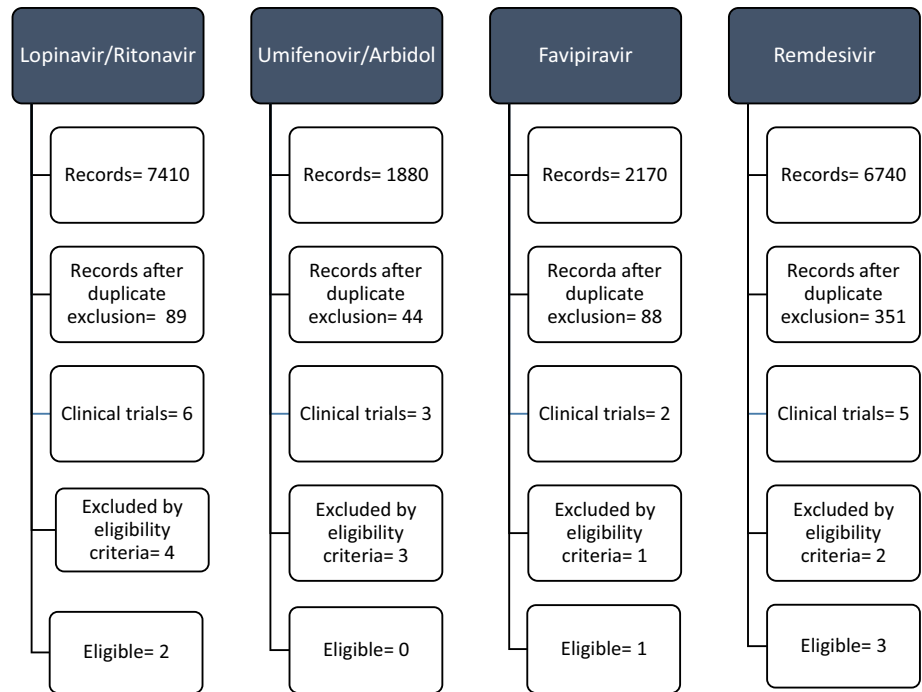 Lopinavir/Ritonavir
Records= 7410
Records after
duplicate
exclusion=  89
Clinical trials= 6
Excluded by
eligibility
criteria= 4
Eligible= 2
Umifenovir/Arbidol
Records= 1880
Records after
duplicate
exclusion= 44
Clinical trials= 3
Excluded by
eligibility
criteria= 3
Eligible= 0
Favipiravir
Records= 2170
Recorda after
duplicate
exclusion= 88
Clinical trials= 2
Excluded by
eligibility
criteria= 1
Eligible= 1
Remdesivir
Records= 6740
Records after
duplicate
exclusion= 351
Clinical trials= 5
Excluded by
eligibility
criteria= 2
Eligible= 3